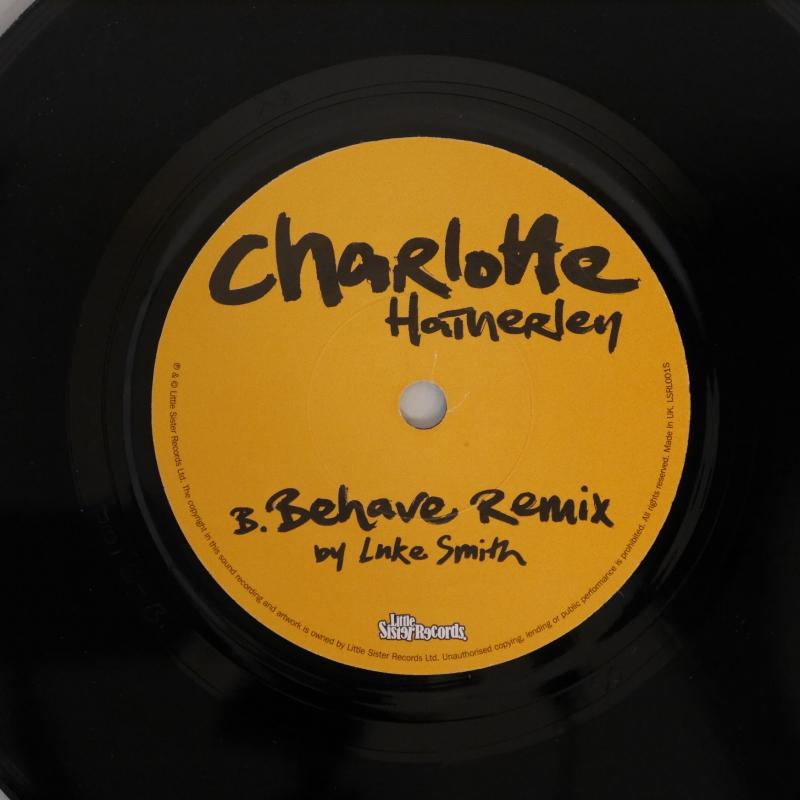 Charlotte
Hatherley
B. Behave Remix
by Luke Smith
Little
Sister Records
℗ & © Little Sister Records Ltd. The copyright in this sound recording and artwork is owned by Little Sister Records Ltd. Unauthorised copying, lending or public performance is prohibited. All rights reserved. Made in UK. LSRL001S